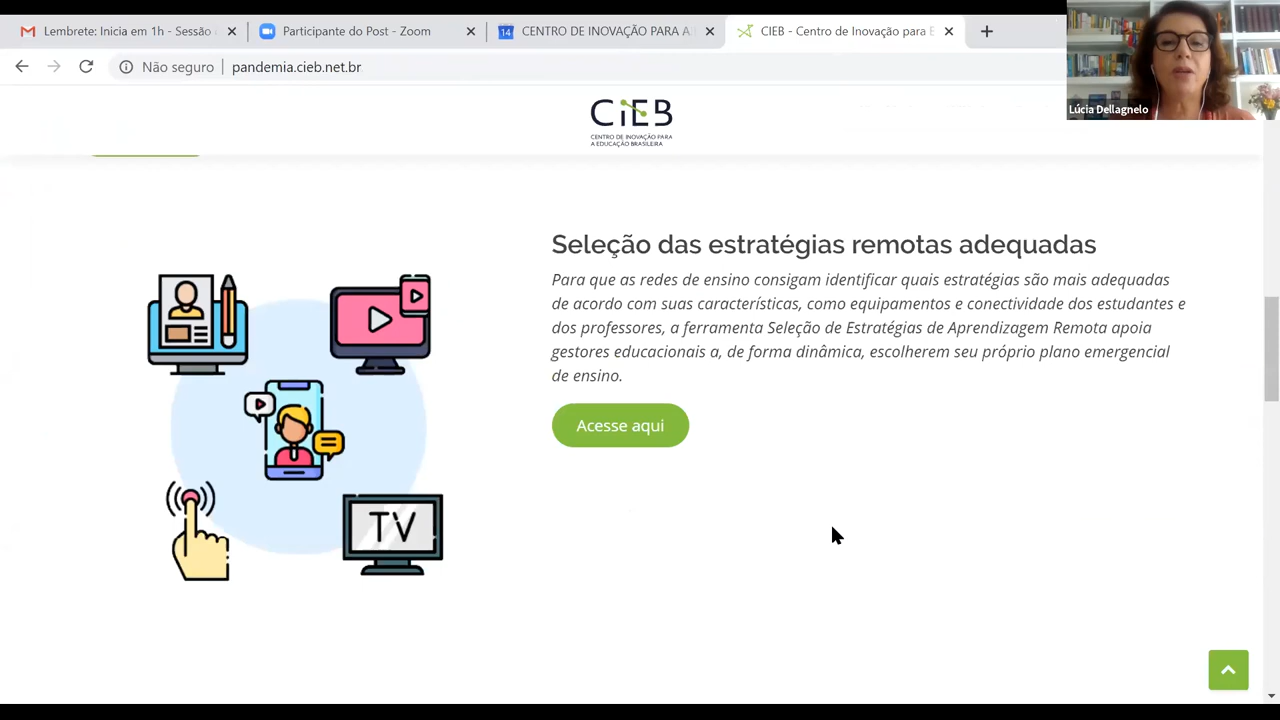 Lembrete: Inicia em 1h - Sessão
Participante do Post - Zoom
14
CENTRO DE INOVAÇÃO PARA A
CIEB - Centro de Inovação para E
Não seguro
pandemia.cieb.net.br
Lúcia Dellagnelo
CIEB
CENTRO DE INOVAÇÃO PARA
A EDUCAÇÃO BRASILEIRA
Seleção das estratégias remotas adequadas
Para que as redes de ensino consigam identificar quais estratégias são mais adequadas
de acordo com suas características, como equipamentos e conectividade dos estudantes e
dos professores, a ferramenta Seleção de Estratégias de Aprendizagem Remota apoia
gestores educacionais a, de forma dinâmica, escolherem seu próprio plano emergencial
de ensino.
Acesse aqui
TV